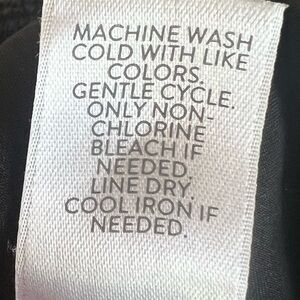 MACHINE WASH
COLD WITH LIKE
COLORS.
GENTLE CYCLE.
ONLY NON-
CHLORINE
BLEACH IF
NEEDED.
LINE DRY.
COOL IRON IF
NEEDED.